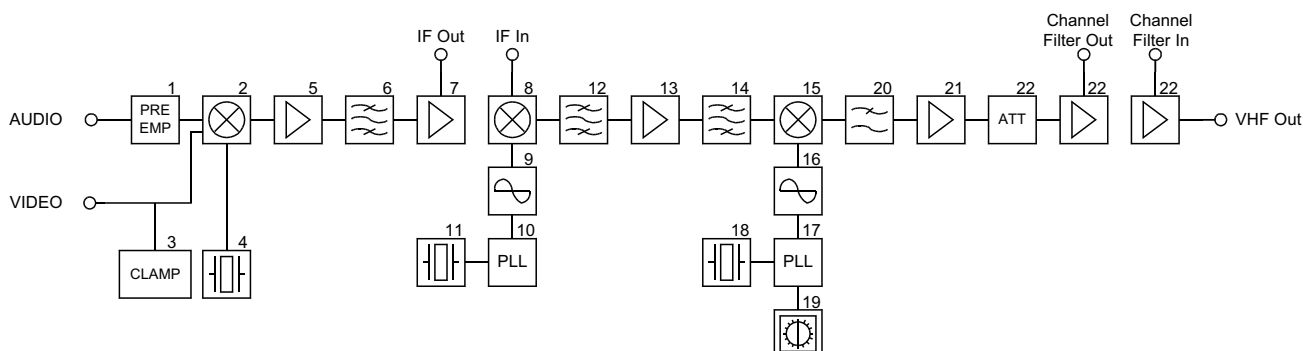 Channel
Filter Out
Channel
Filter In
IF Out
IF In
1
2
5
6
7
8
12
13
14
15
20
21
22
22
22
AUDIO
PRE
EMP
ATT
VHF Out
9
16
VIDEO
3
4
11
10
18
17
CLAMP
PLL
PLL
19